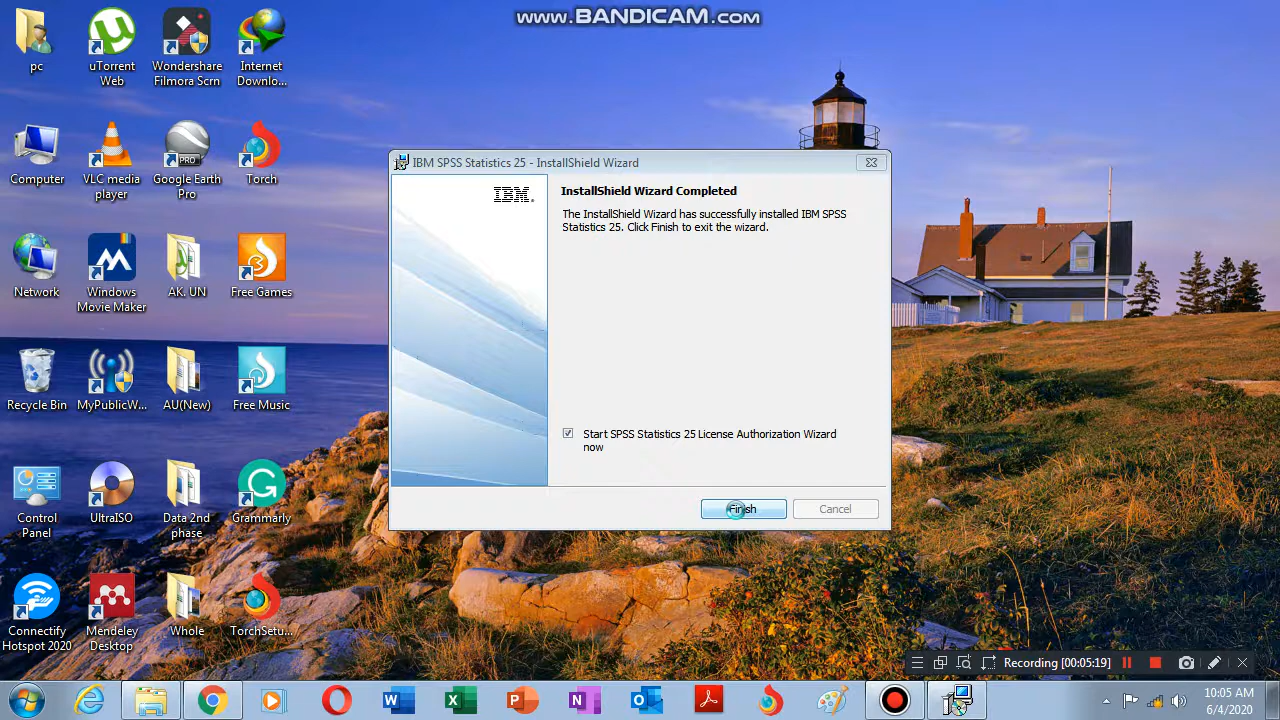 www.BANDICAM.com
pc
uTorrent
Web
Wondershare
Filmora Scrn
Internet
Downlo...
Computer
VLC media
player
PRO
Google Earth
Pro
Torch
Network
Windows
Movie Maker
AK. UN
Free Games
Recycle Bin
MyPublicW...
AU(New)
Free Music
Control
Panel
UltraISO
Data 2nd
phase
Grammarly
Connectify
Hotspot 2020
Mendeley
Desktop
Whole
TorchSetu...
IBM SPSS Statistics 25 - InstallShield Wizard
IBM
InstallShield Wizard Completed
The InstallShield Wizard has successfully installed IBM SPSS
Statistics 25. Click Finish to exit the wizard.
Start SPSS Statistics 25 License Authorization Wizard
now
Finish
Cancel
Recording [00:05:19]
10:05 AM
6/4/2020